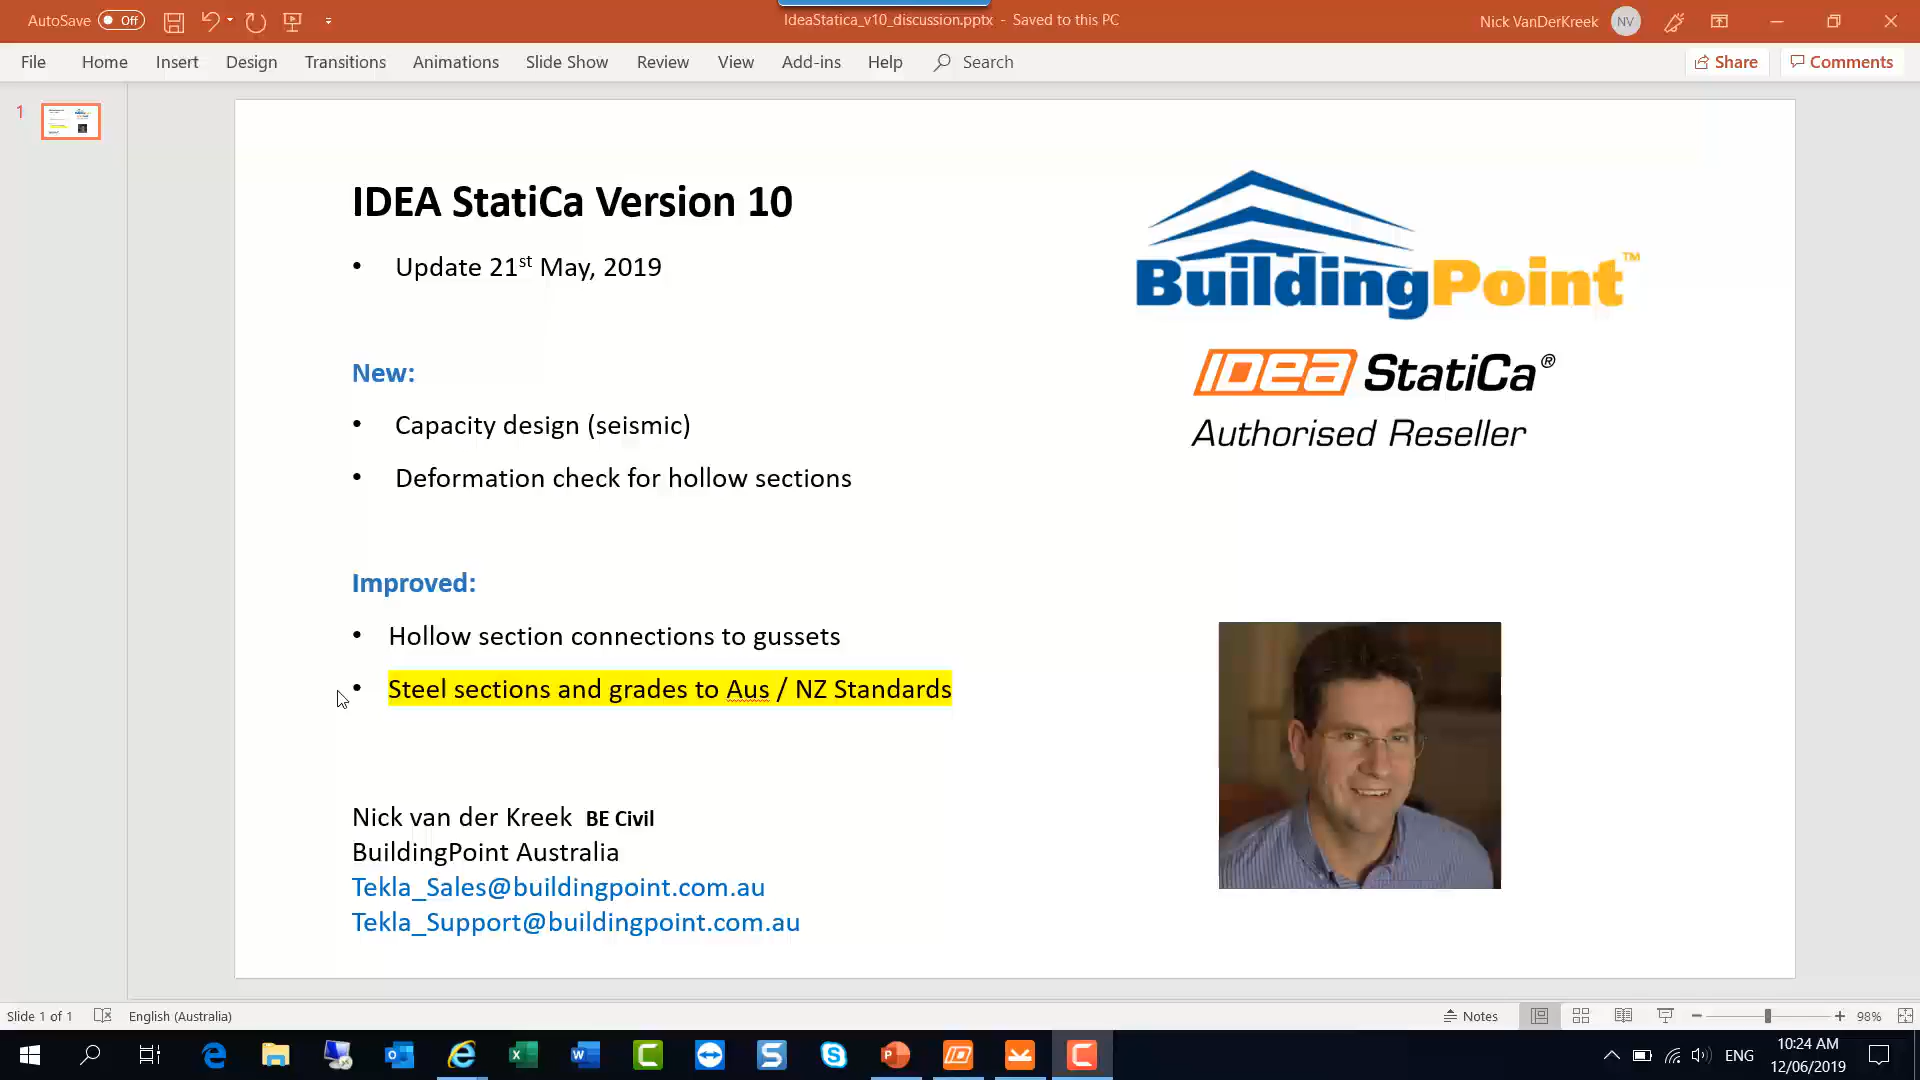 AutoSave Off
IdeaStatica_v10_discussion.pptx - Saved to this PC
Nick VanDerKreek NV
File Home Insert Design Transitions Animations Slide Show Review View Add-ins Help Search Share Comments
1
IDEA StatiCa Version 10
• Update 21st May, 2019
New:
• Capacity design (seismic)
• Deformation check for hollow sections
Improved:
• Hollow section connections to gussets
• Steel sections and grades to Aus / NZ Standards
Nick van der Kreek BE Civil
BuildingPoint Australia
Tekla_Sales@buildingpoint.com.au
Tekla_Support@buildingpoint.com.au
BuildingPoint™
IDEA StatiCa®
Authorised Reseller
Slide 1 of 1 English (Australia) Notes 98%
ENG
10:24 AM
12/06/2019